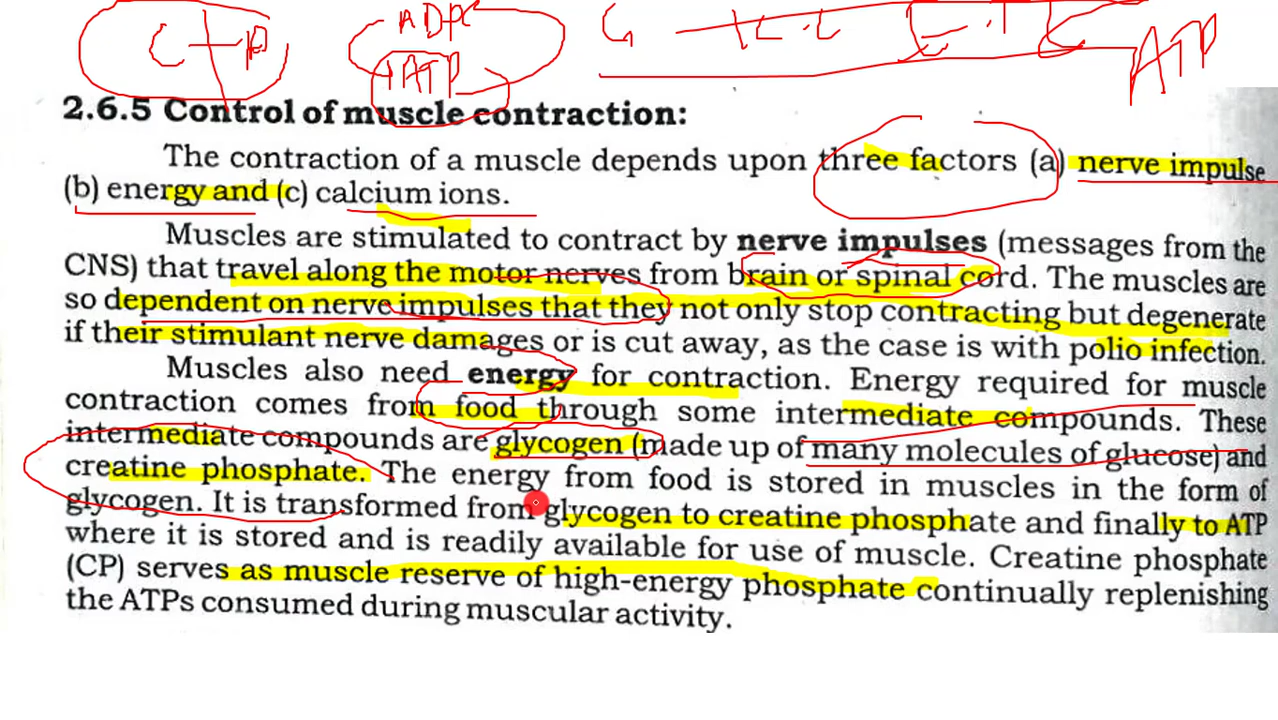 C P
ADP C
ATP
G K.C E.T C ATP
2.6.5 Control of muscle contraction:
The contraction of a muscle depends upon three factors (a) nerve impulse
(b) energy and (c) calcium ions.
Muscles are stimulated to contract by nerve impulses (messages from the
CNS) that travel along the motor nerves from brain or spinal cord. The muscles are
so dependent on nerve impulses that they not only stop contracting but degenerate
if their stimulant nerve damages or is cut away, as the case is with polio infection.
Muscles also need energy for contraction. Energy required for muscle
contraction comes from food through some intermediate compounds. These
intermediate compounds are glycogen (made up of many molecules of glucose) and
creatine phosphate. The energy from food is stored in muscles in the form of
glycogen. It is transformed from glycogen to creatine phosphate and finally to ATP
where it is stored and is readily available for use of muscle. Creatine phosphate
(CP) serves as muscle reserve of high-energy phosphate continually replenishing
the ATPs consumed during muscular activity.